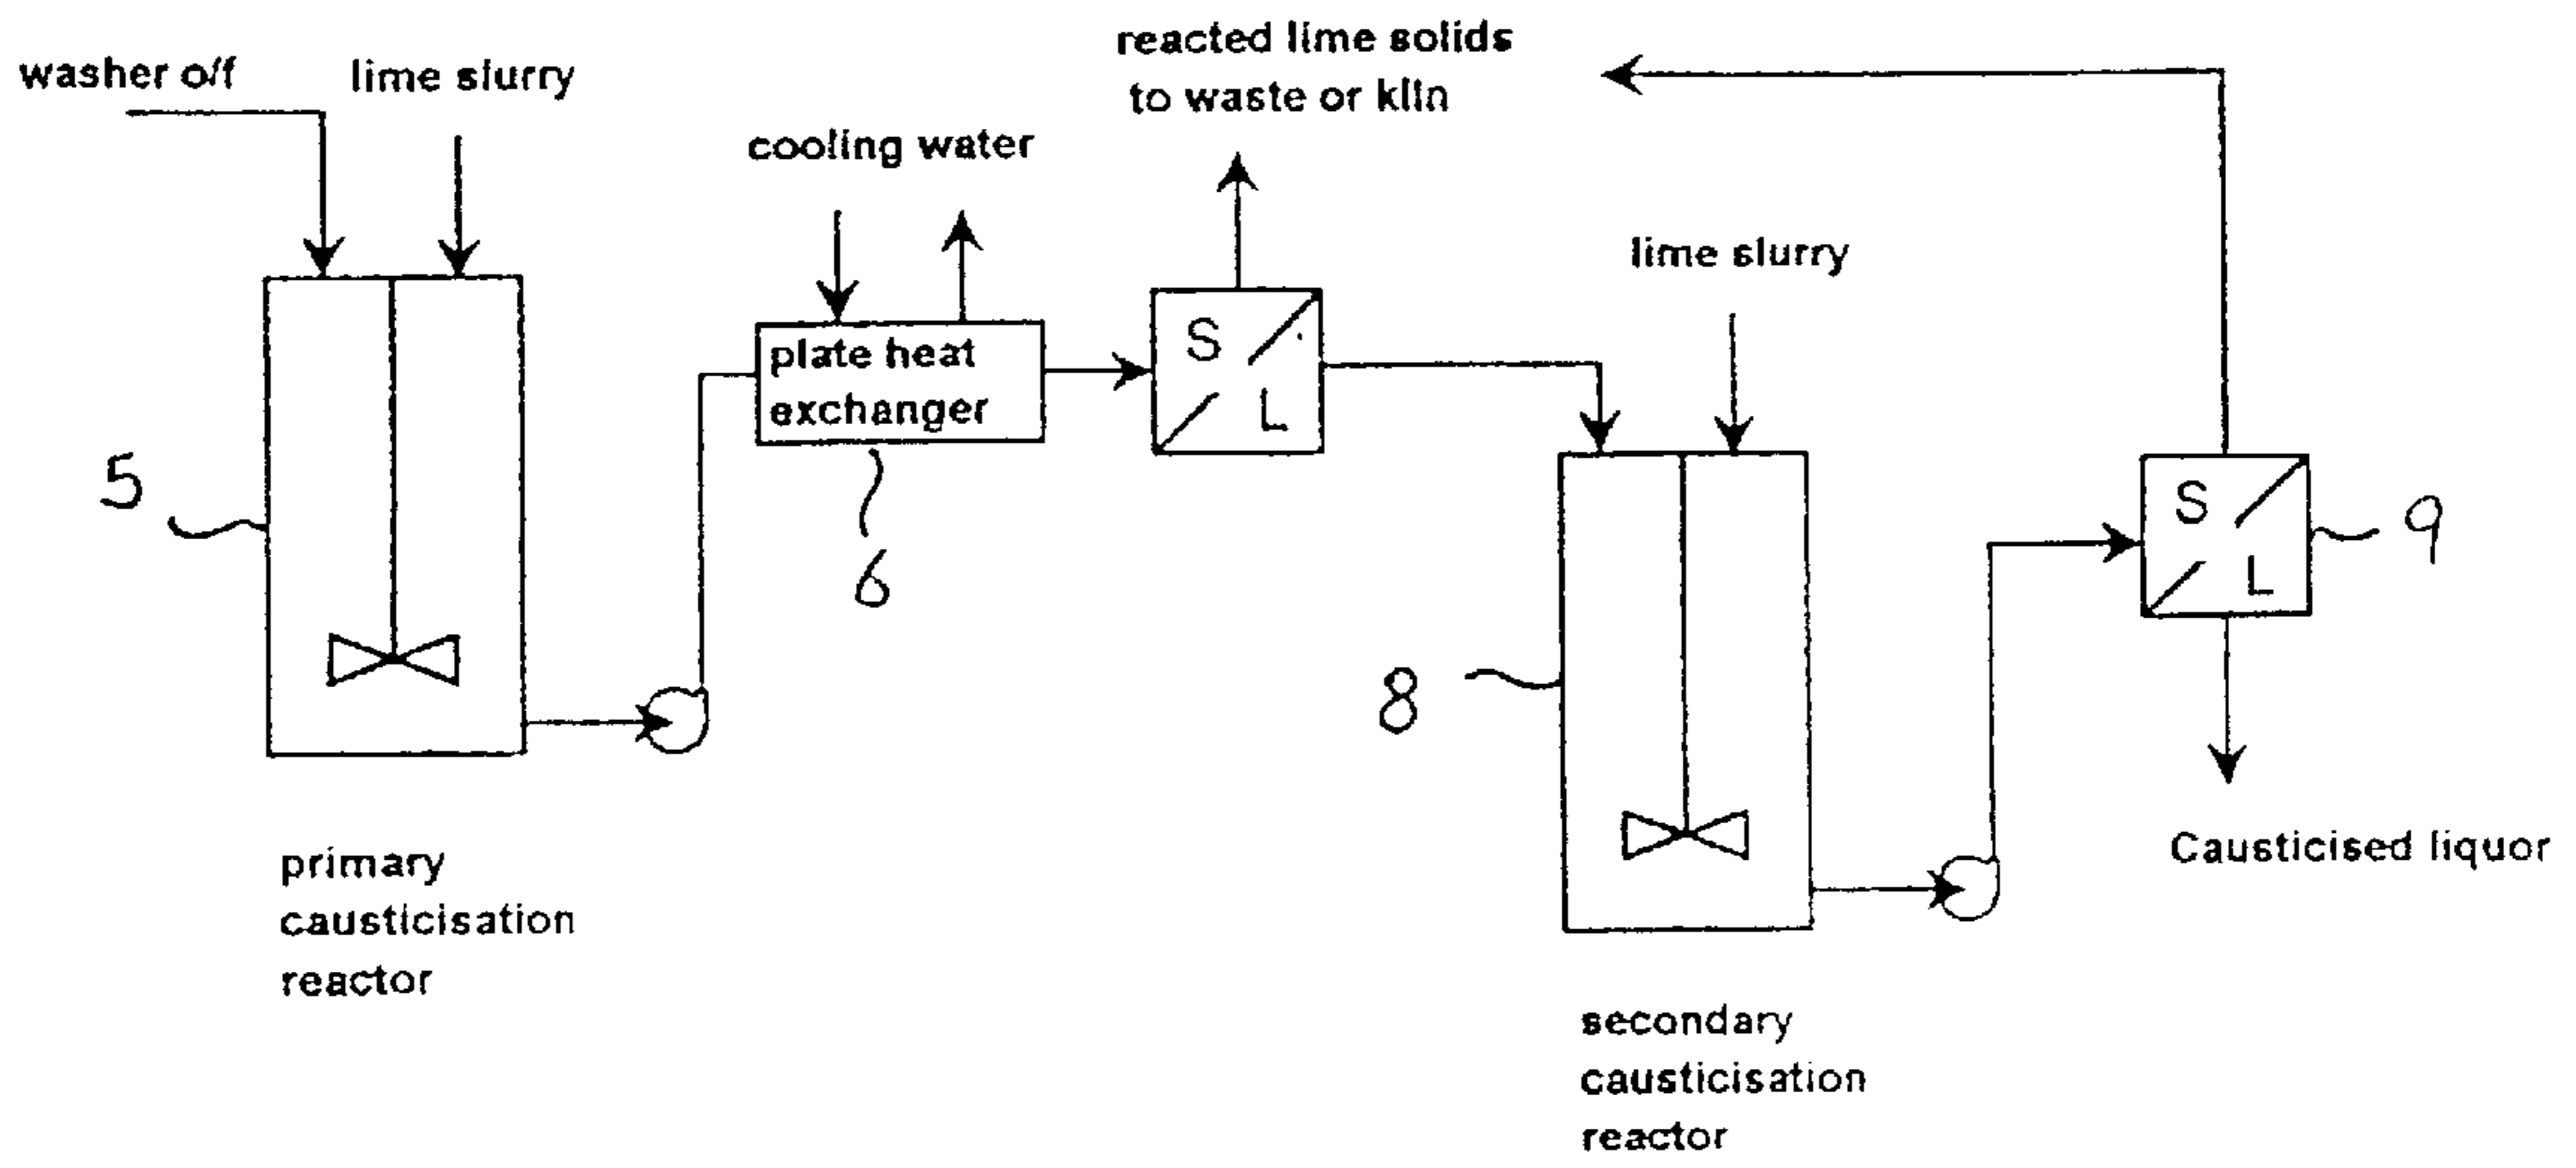 washer o/f
lime slurry
cooling water
reacted lime solids
to waste or kiln
lime slurry
plate heat
exchanger
S
L
S
L
5
6
8
9
primary
causticisation
reactor
secondary
causticisation
reactor
Causticised liquor